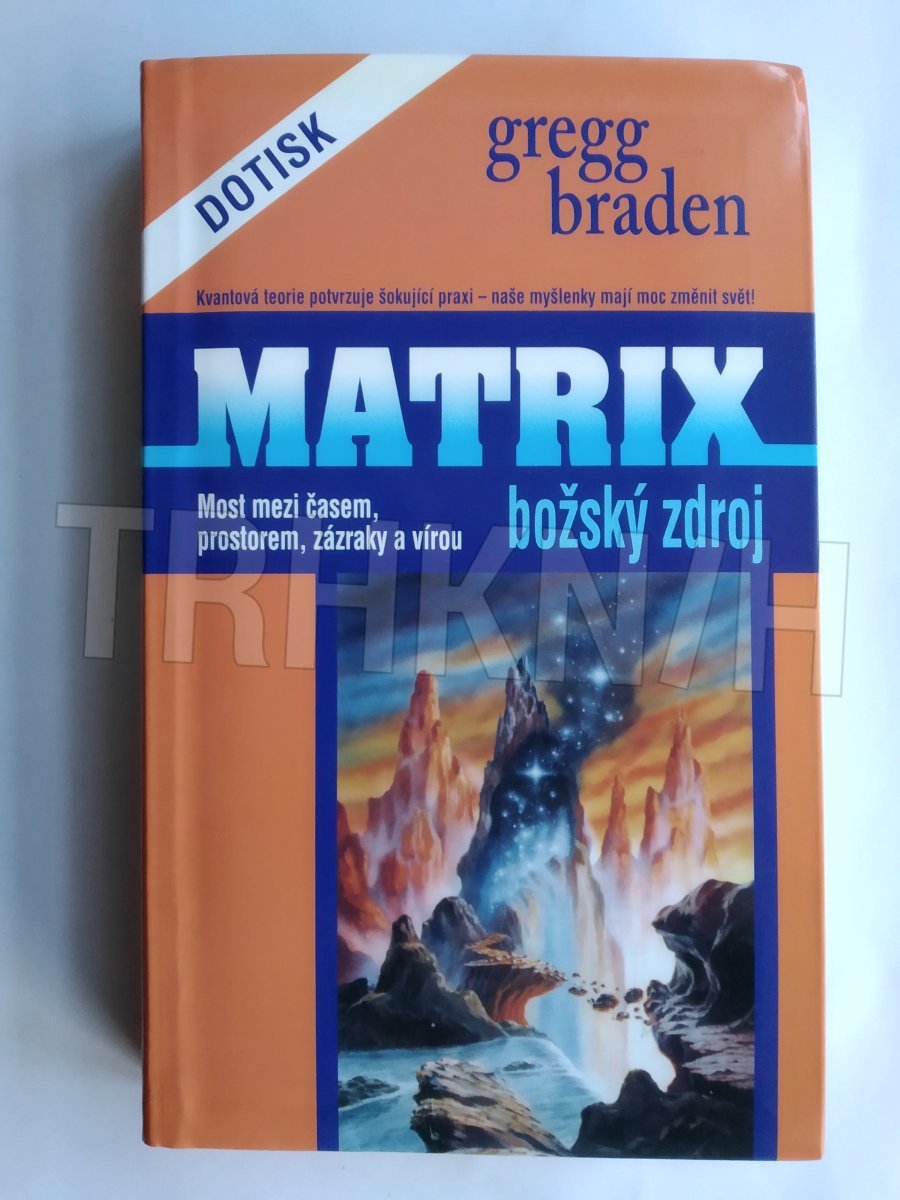 DOTISK
gregg
braden
Kvantová teorie potvrzuje šokující praxi – naše myšlenky mají moc změnit svět!
MATRIX
Most mezi časem,
prostorem, zázraky a vírou
božský zdroj
TRHKNIH